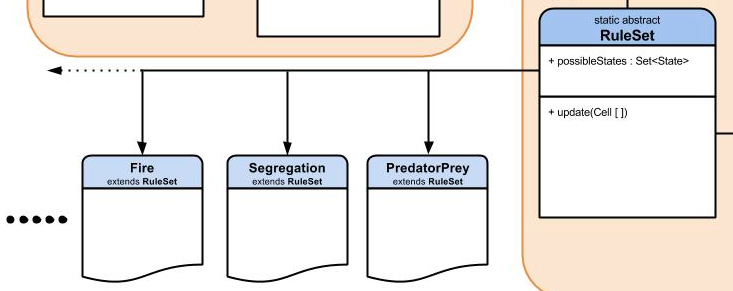 static abstract
RuleSet
+ possibleStates : Set<State>
+ update(Cell [ ])
Fire
extends RuleSet
Segregation
extends RuleSet
PredatorPrey
extends RuleSet